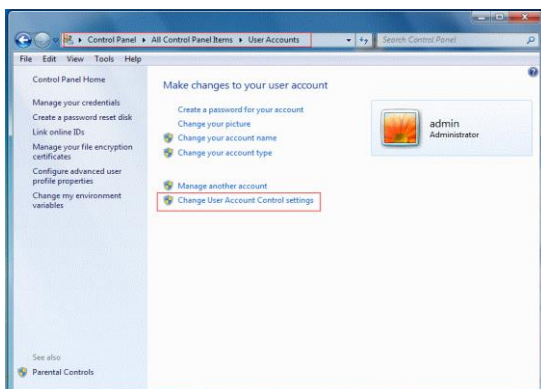 Control Panel ▸ All Control Panel Items ▸ User Accounts
Search Control Panel
File Edit View Tools Help
Control Panel Home
Manage your credentials
Create a password reset disk
Link online IDs
Manage your file encryption
certificates
Configure advanced user
profile properties
Change my environment
variables
See also
Parental Controls
Make changes to your user account
Create a password for your account
Change your picture
Change your account name
Change your account type
Manage another account
Change User Account Control settings
admin
Administrator